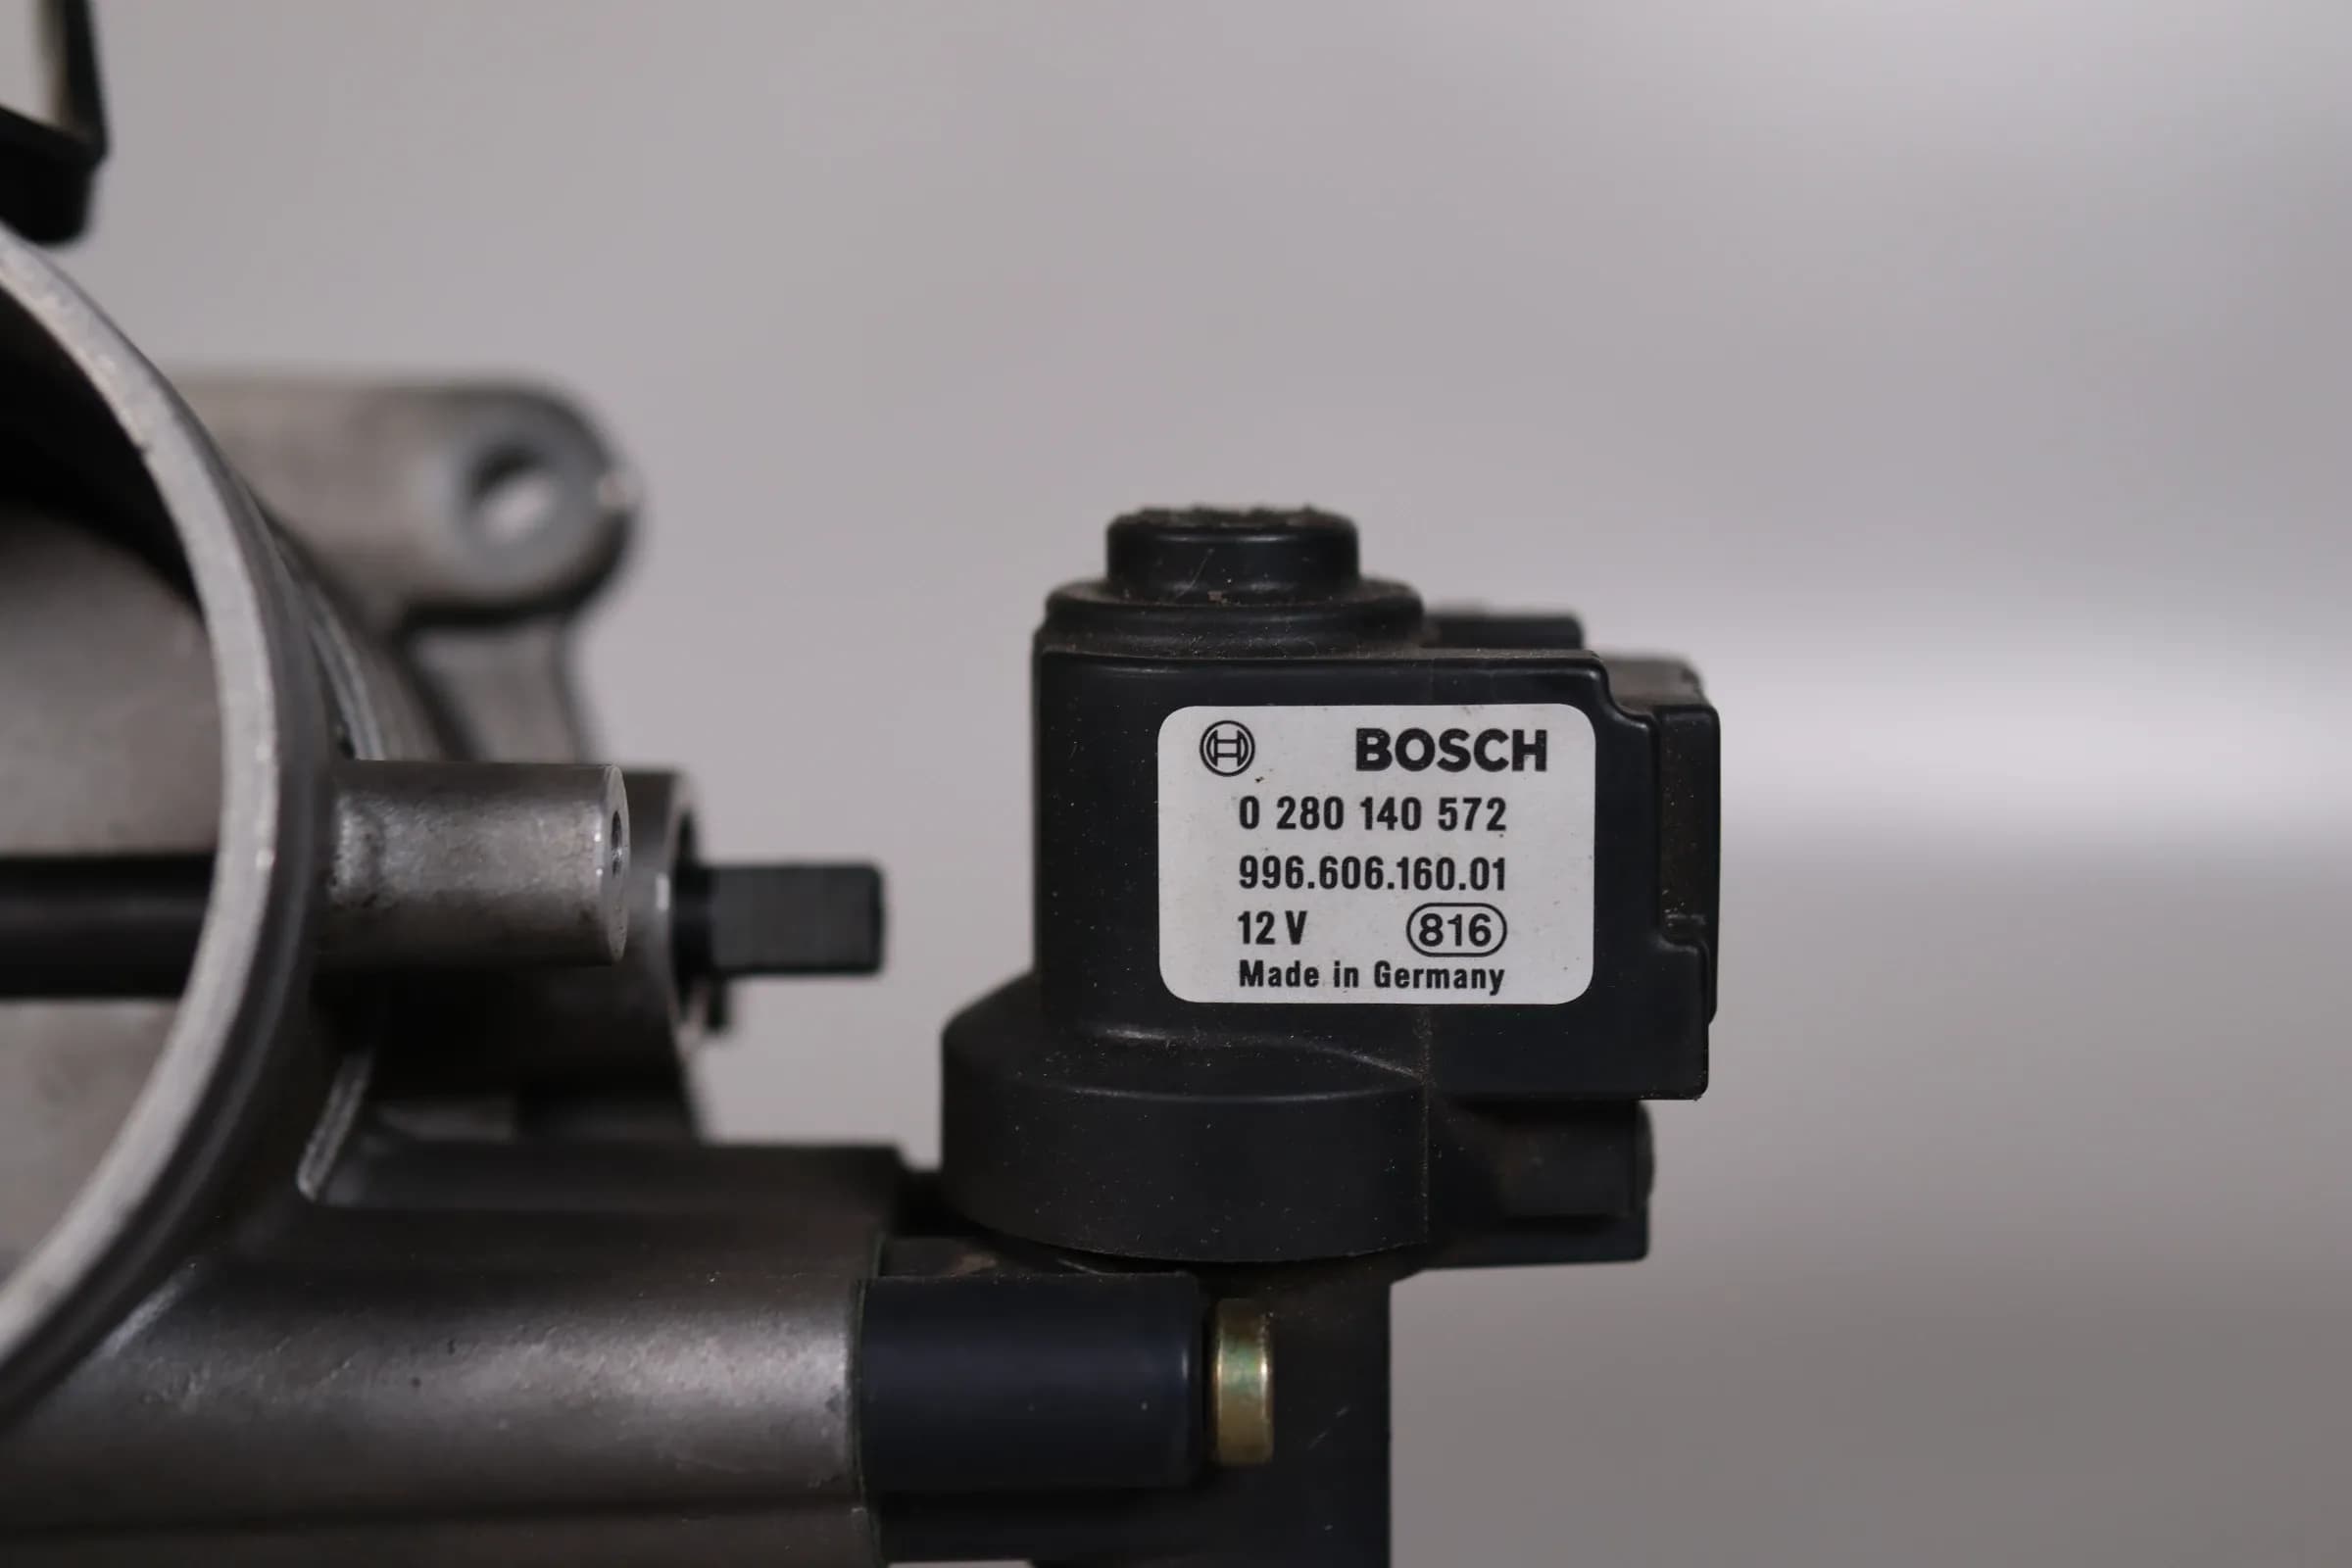 BOSCH
0 280 140 572
996.606.160.01
12 V 816
Made in Germany